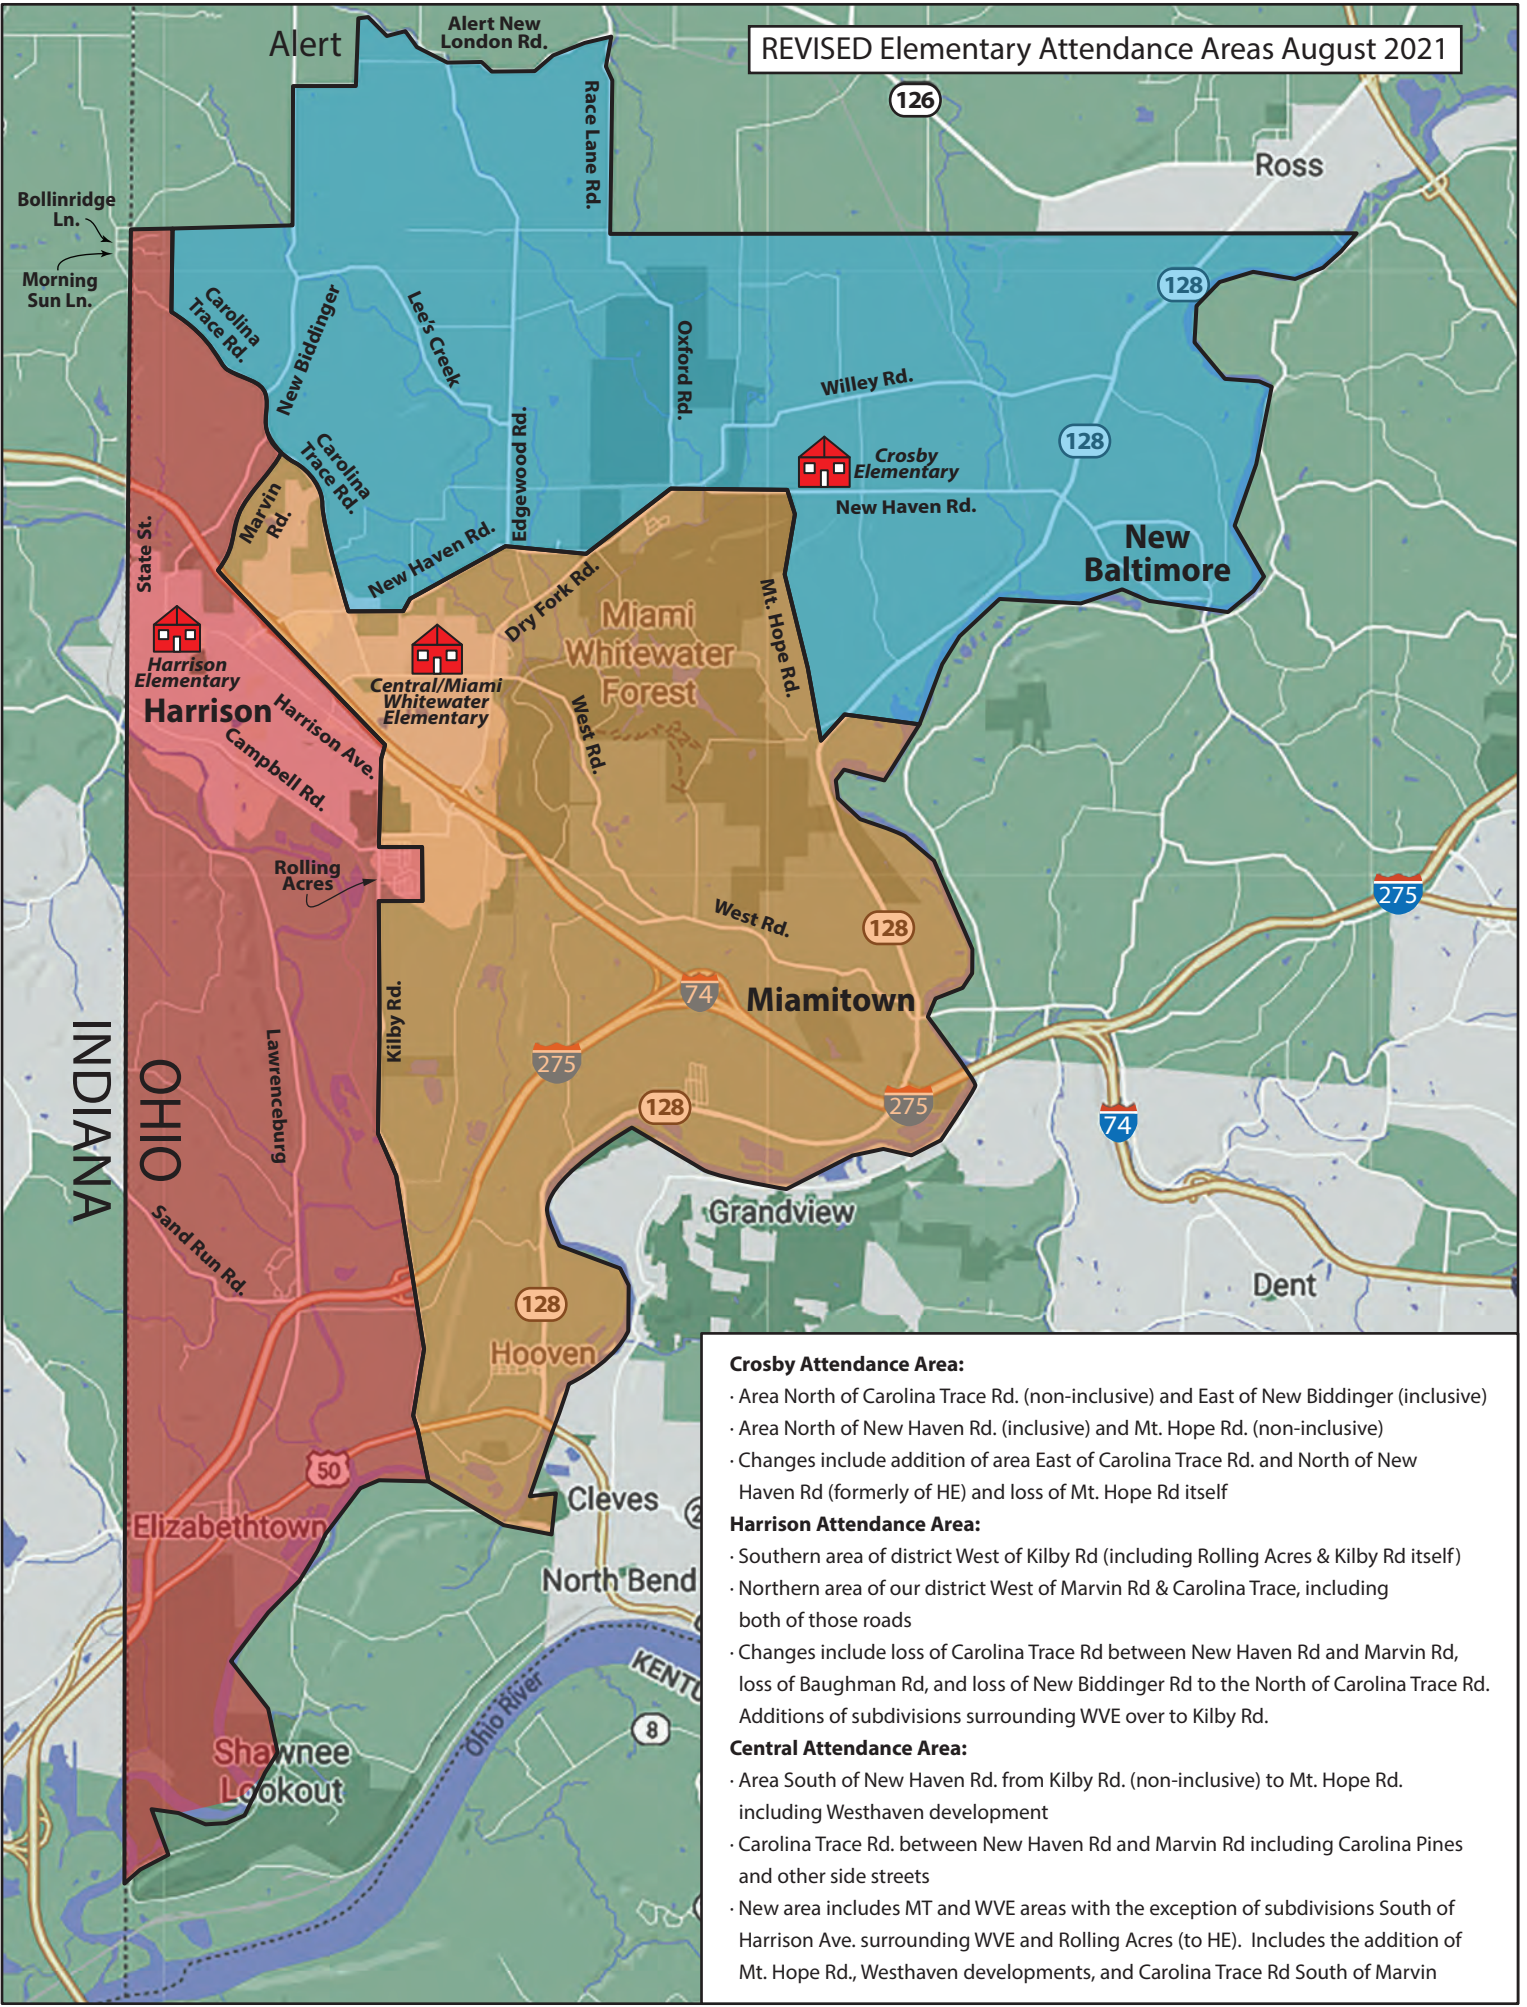 REVISED Elementary Attendance Areas August 2021
Alert
Alert New
London Rd.
126
Ross
Race Lane Rd.
Bollinridge
Ln.
Morning
Sun Ln.
128
Carolina
Trace Rd.
New Biddinger
Lee's Creek
Oxford Rd.
Willey Rd.
Edgewood Rd.
128
Carolina
Trace Rd.
Crosby
Elementary
Marvin
Rd.
New Haven Rd.
State St.
New Haven Rd.
New
Baltimore
Dry Fork Rd.
Mt. Hope Rd.
Miami
Whitewater
Forest
Harrison
Elementary
Harrison
Central/Miami
Whitewater
Elementary
Harrison Ave.
Campbell Rd.
West Rd.
Rolling
Acres
275
West Rd.
128
74
Miamitown
Kilby Rd.
INDIANA
OHIO
Lawrenceburg
275
128
275
74
Grandview
Sand Run Rd.
Dent
128
Hooven
50
Cleves
2
Elizabethtown
North Bend
KENTU
Ohio River
8
Shawnee
Lookout
Crosby Attendance Area:
· Area North of Carolina Trace Rd. (non-inclusive) and East of New Biddinger (inclusive)
· Area North of New Haven Rd. (inclusive) and Mt. Hope Rd. (non-inclusive)
· Changes include addition of area East of Carolina Trace Rd. and North of New
Haven Rd (formerly of HE) and loss of Mt. Hope Rd itself
Harrison Attendance Area:
· Southern area of district West of Kilby Rd (including Rolling Acres & Kilby Rd itself)
· Northern area of our district West of Marvin Rd & Carolina Trace, including
both of those roads
· Changes include loss of Carolina Trace Rd between New Haven Rd and Marvin Rd,
loss of Baughman Rd, and loss of New Biddinger Rd to the North of Carolina Trace Rd.
Additions of subdivisions surrounding WVE over to Kilby Rd.
Central Attendance Area:
· Area South of New Haven Rd. from Kilby Rd. (non-inclusive) to Mt. Hope Rd.
including Westhaven development
· Carolina Trace Rd. between New Haven Rd and Marvin Rd including Carolina Pines
and other side streets
· New area includes MT and WVE areas with the exception of subdivisions South of
Harrison Ave. surrounding WVE and Rolling Acres (to HE). Includes the addition of
Mt. Hope Rd., Westhaven developments, and Carolina Trace Rd South of Marvin